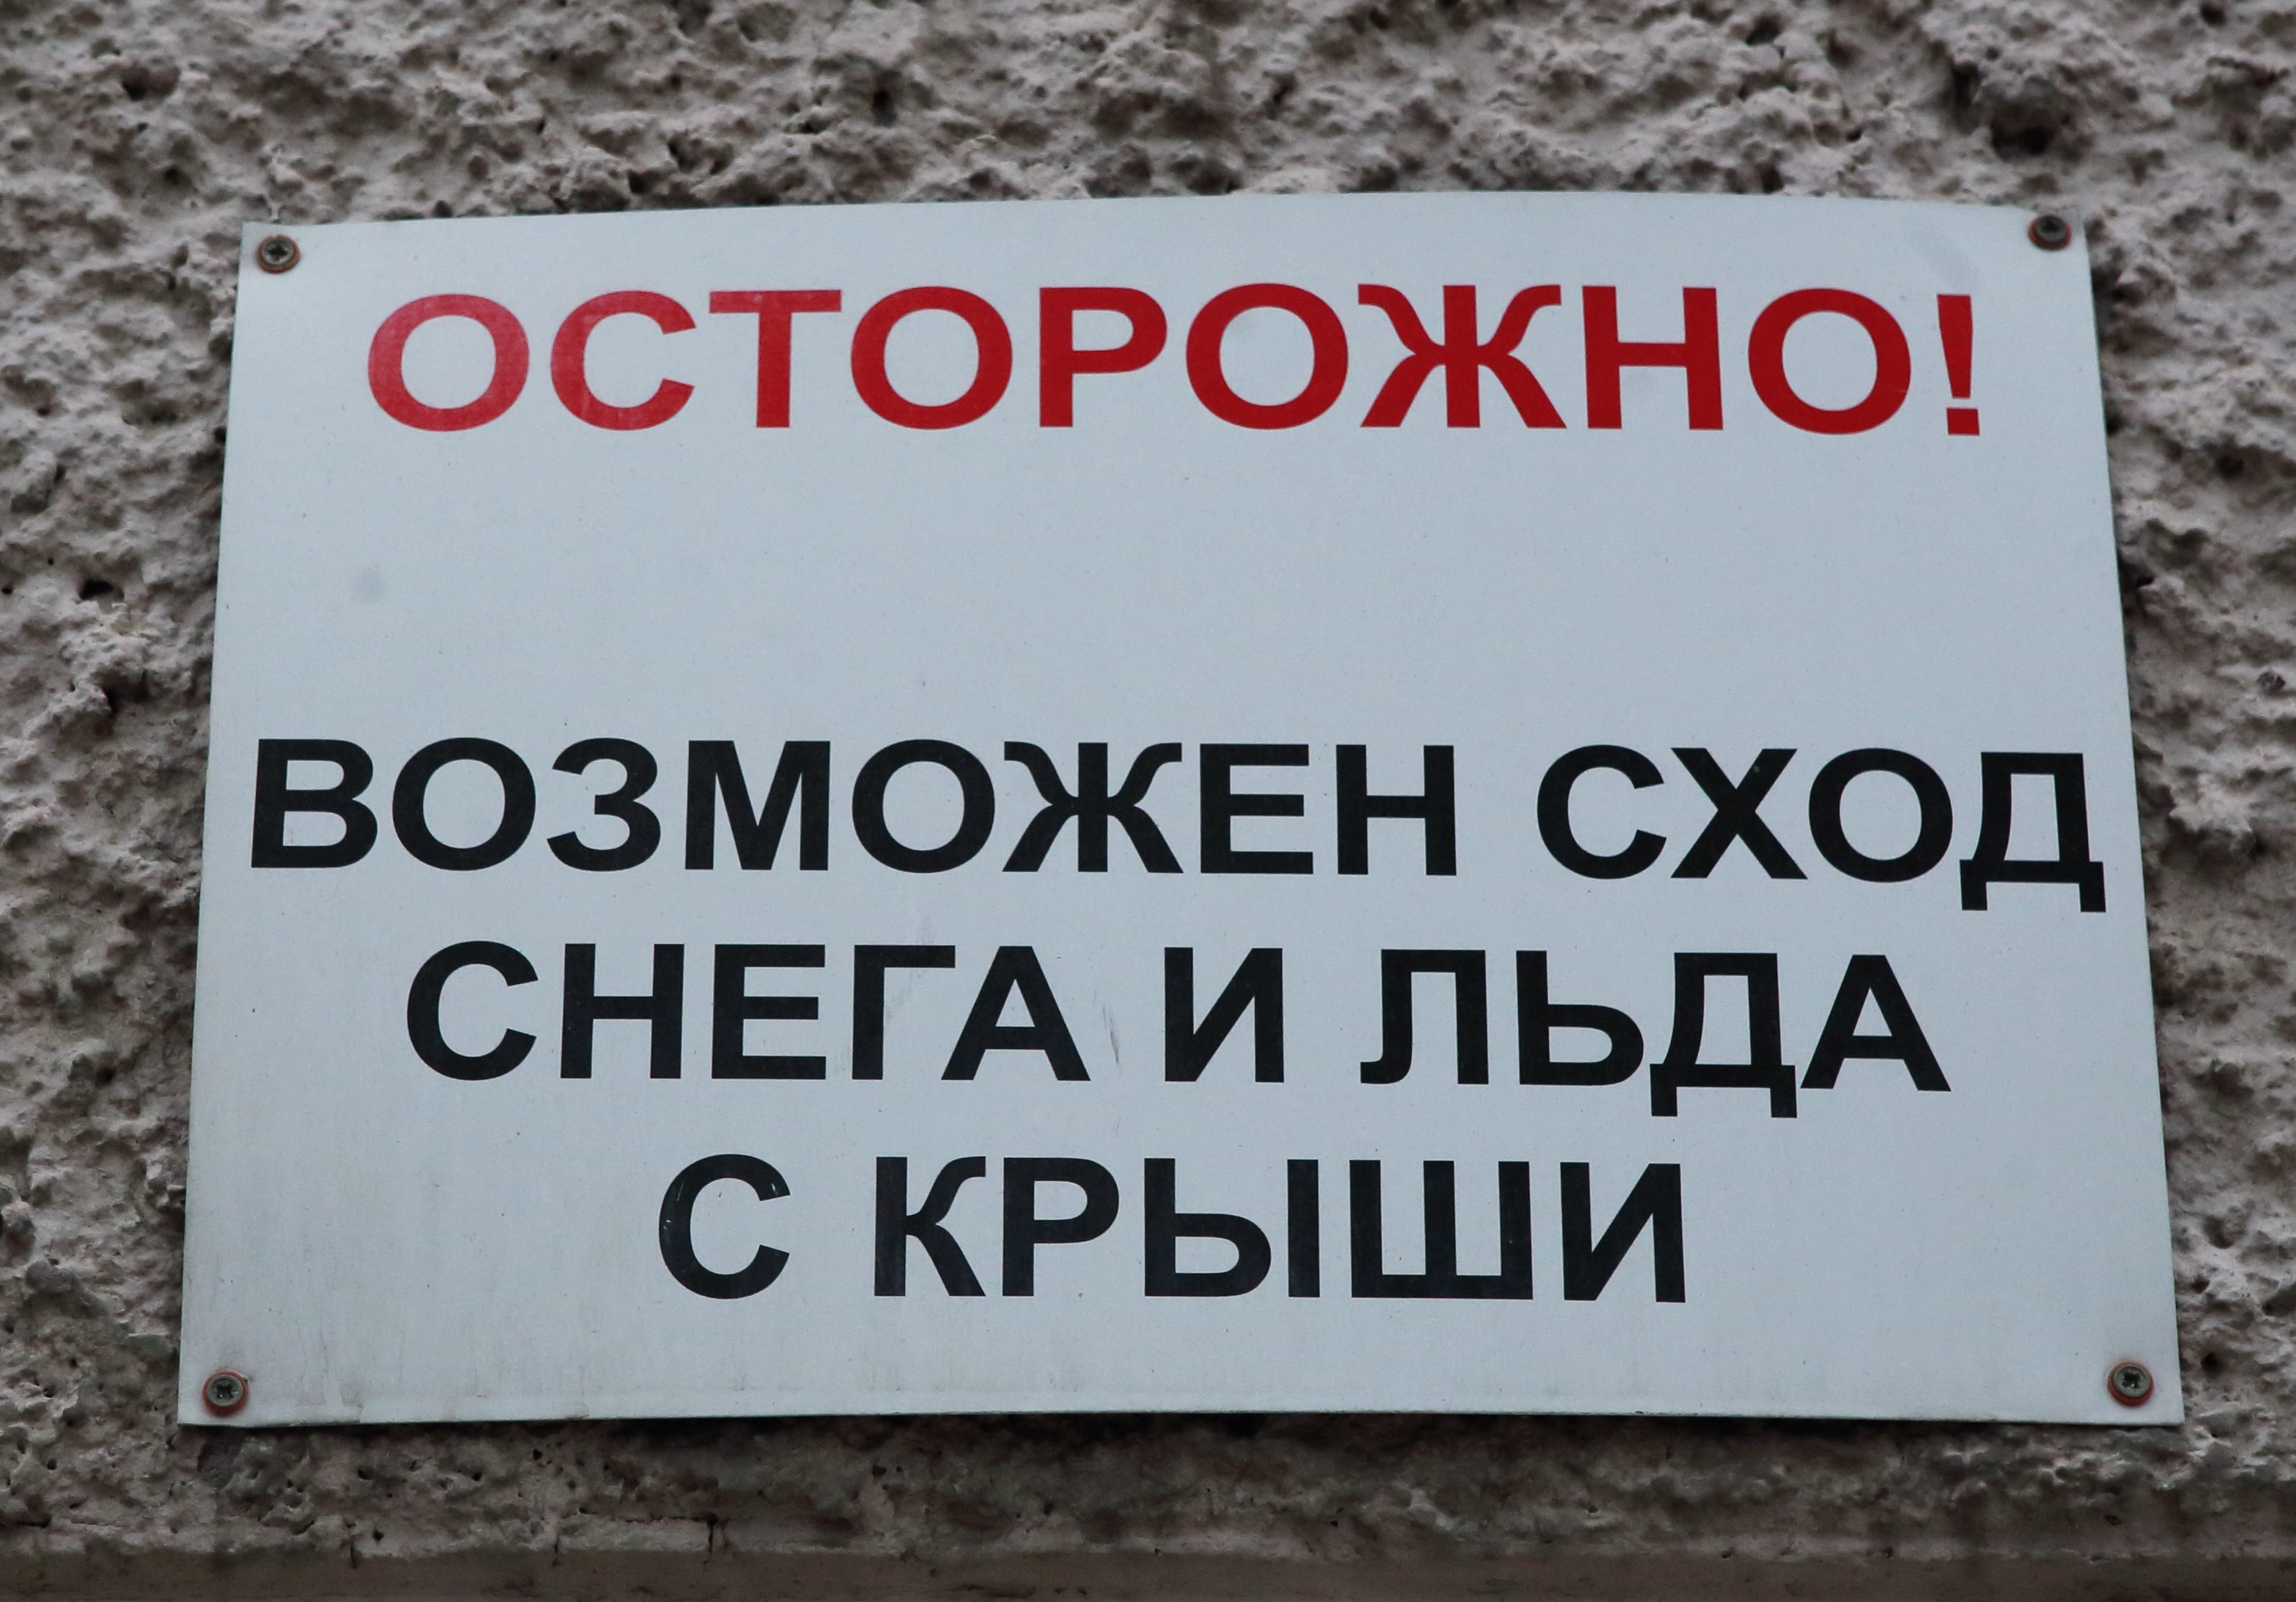 ОСТОРОЖНО!
ВОЗМОЖЕН СХОД
СНЕГА И ЛЬДА
С КРЫШИ